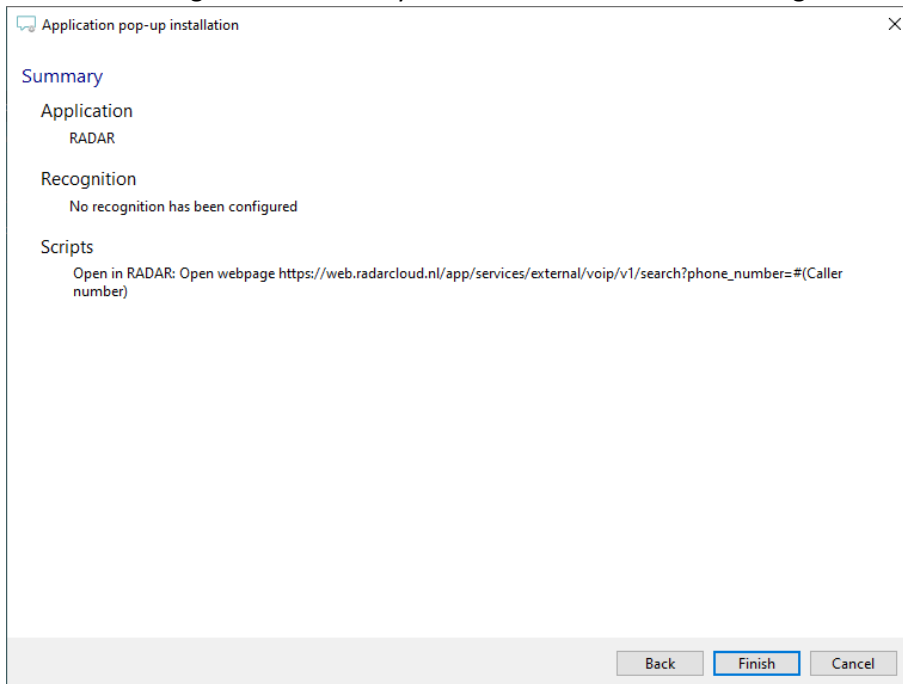 Application pop-up installation
Summary
Application
RADAR
Recognition
No recognition has been configured
Scripts
Open in RADAR: Open webpage https://web.radarcloud.nl/app/services/external/voip/v1/search?phone_number=#(Caller
number)
Back
Finish
Cancel